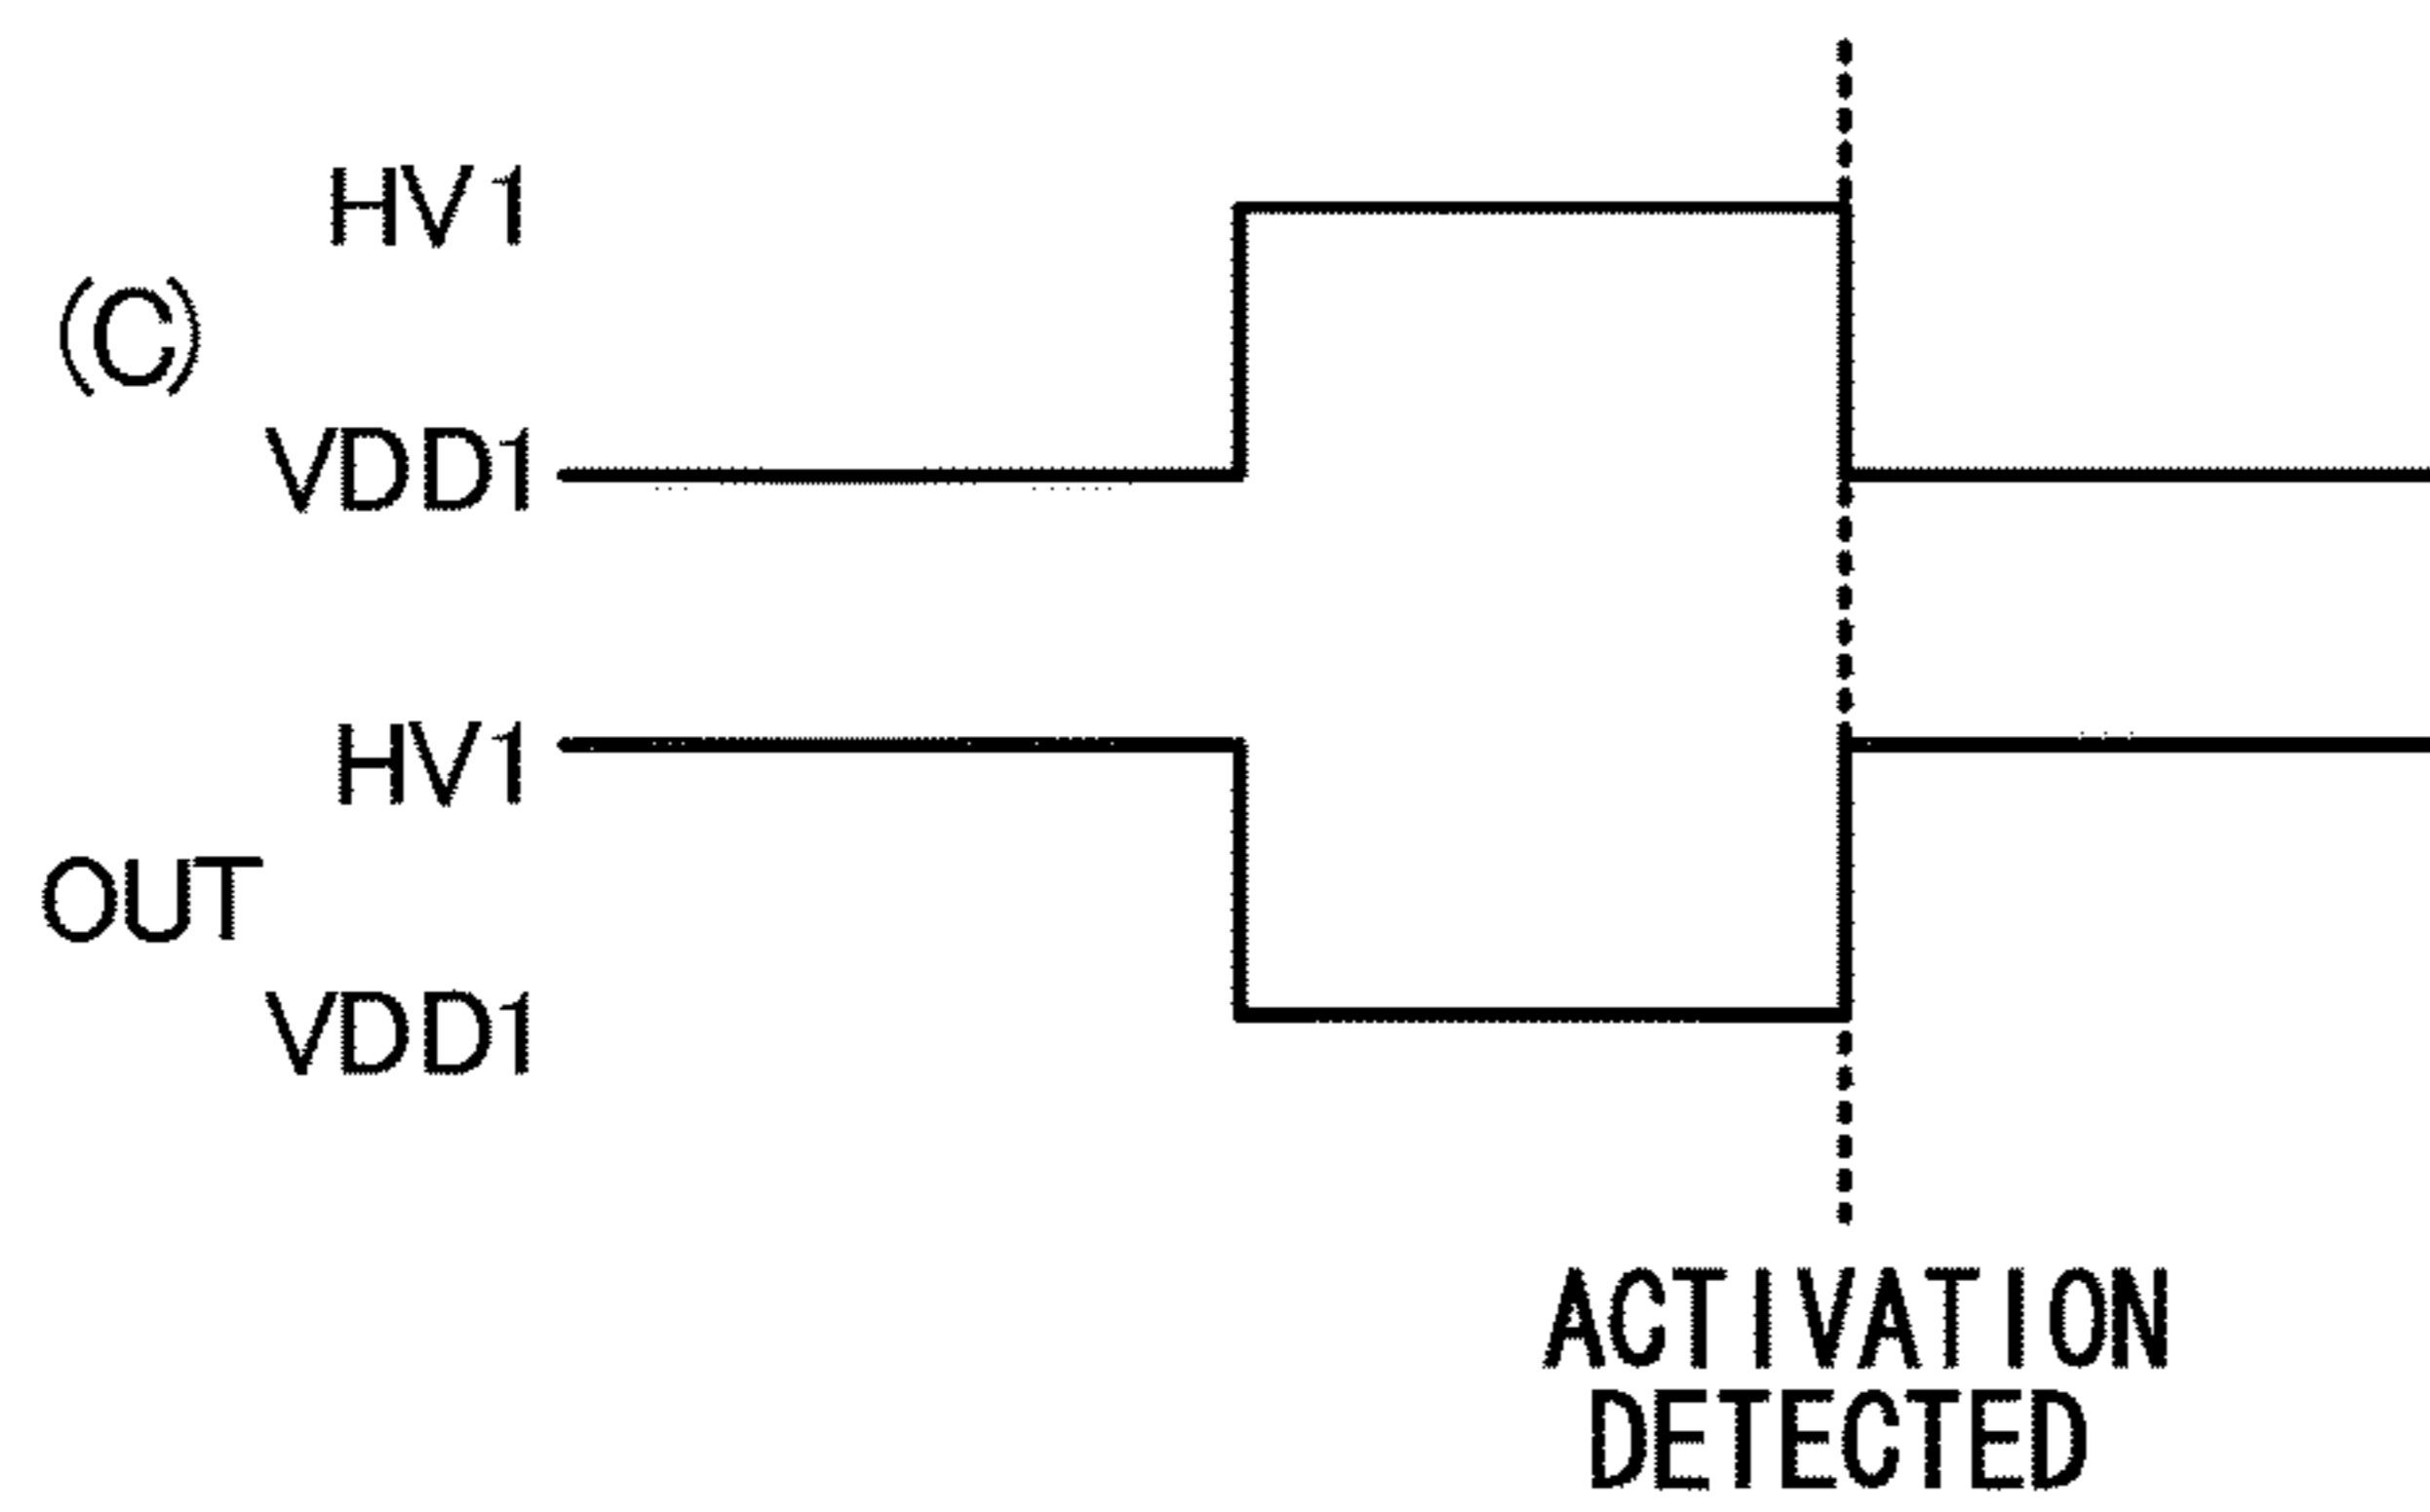 HV1
(C)
VDD1
HV1
OUT
VDD1
ACTIVATION
DETECTED